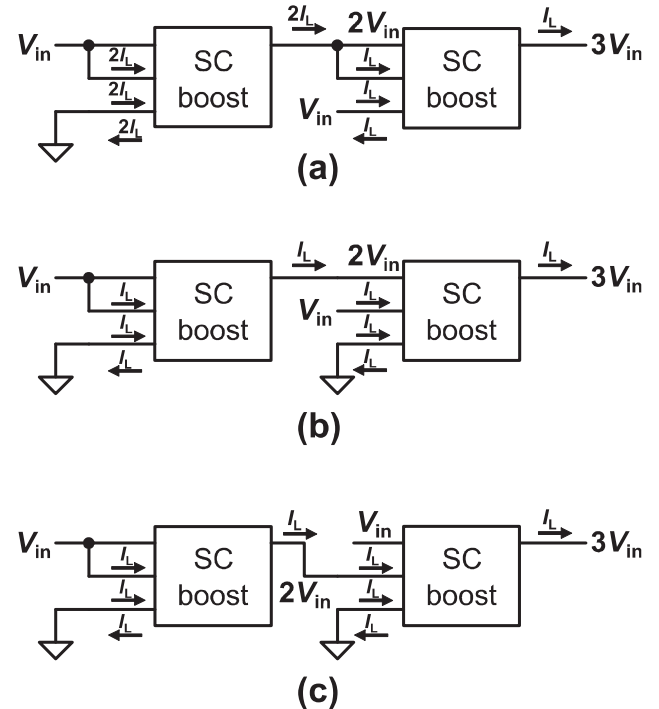 2I_L 2V_in I_L
V_in SC boost SC boost 3V_in
2I_L I_L
2I_L I_L
V_in
2I_L I_L
(a)
I_L 2V_in I_L
V_in SC boost SC boost 3V_in
I_L I_L
V_in
I_L I_L
I_L I_L
(b)
I_L V_in I_L
V_in SC boost SC boost 3V_in
I_L I_L
I_L 2V_in I_L
I_L I_L
(c)